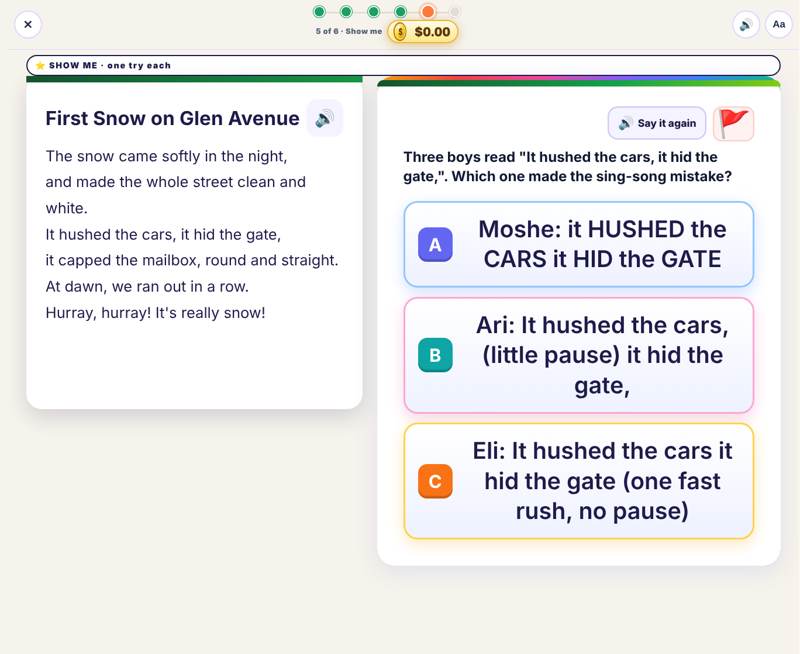 ✕
5 of 6 · Show me
$ $0.00
🔊
Aa
⭐ SHOW ME · one try each
First Snow on Glen Avenue
The snow came softly in the night,
and made the whole street clean and
white.
It hushed the cars, it hid the gate,
it capped the mailbox, round and straight.
At dawn, we ran out in a row.
Hurray, hurray! It's really snow!
🔊 Say it again
Three boys read "It hushed the cars, it hid the
gate,". Which one made the sing-song mistake?
A
Moshe: it HUSHED the
CARS it HID the GATE
B
Ari: It hushed the cars,
(little pause) it hid the
gate,
C
Eli: It hushed the cars it
hid the gate (one fast
rush, no pause)